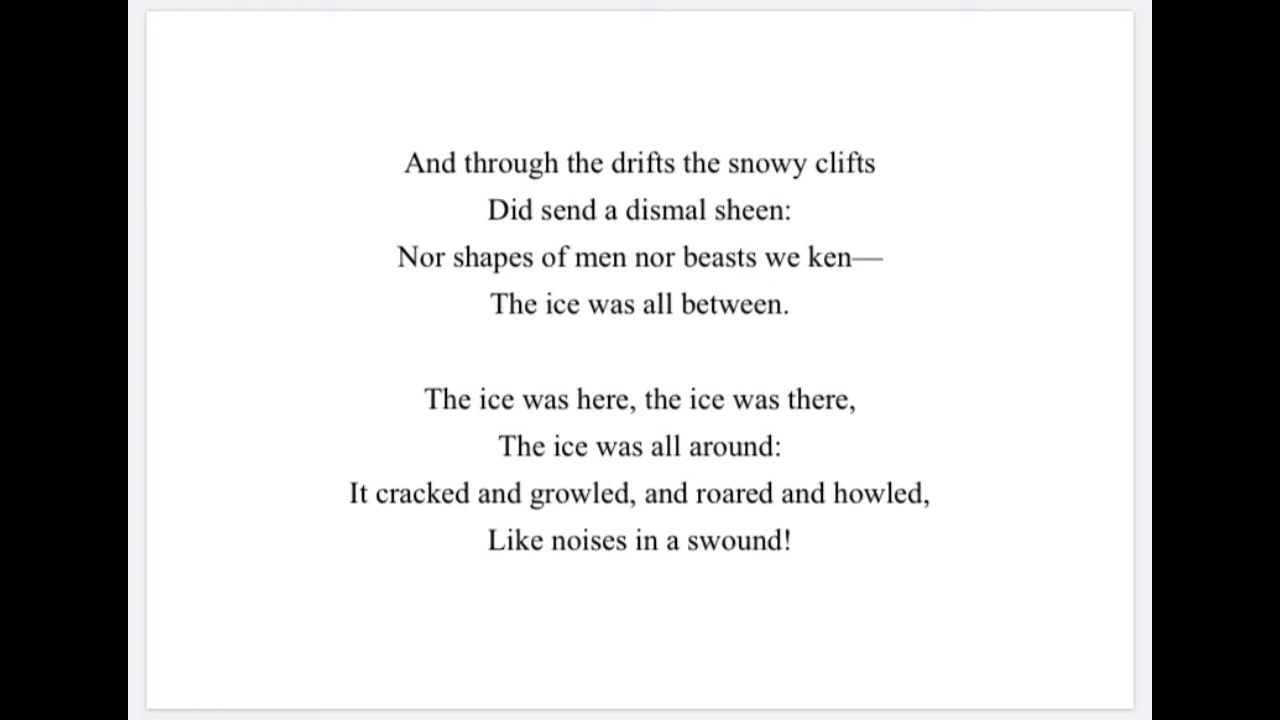 And through the drifts the snowy clifts
Did send a dismal sheen:
Nor shapes of men nor beasts we ken—
The ice was all between.

The ice was here, the ice was there,
The ice was all around:
It cracked and growled, and roared and howled,
Like noises in a swound!